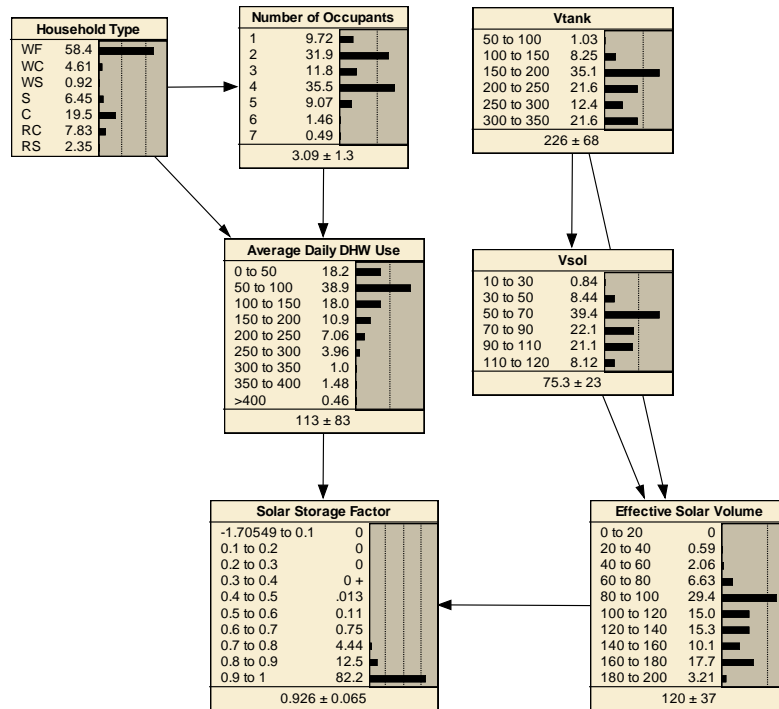 Household Type
WF 58.4
WC 4.61
WS 0.92
S 6.45
C 19.5
RC 7.83
RS 2.35
Number of Occupants
1 9.72
2 31.9
3 11.8
4 35.5
5 9.07
6 1.46
7 0.49
3.09 ± 1.3
Vtank
50 to 100 1.03
100 to 150 8.25
150 to 200 35.1
200 to 250 21.6
250 to 300 12.4
300 to 350 21.6
226 ± 68
Average Daily DHW Use
0 to 50 18.2
50 to 100 38.9
100 to 150 18.0
150 to 200 10.9
200 to 250 7.06
250 to 300 3.96
300 to 350 1.0
350 to 400 1.48
>400 0.46
113 ± 83
Vsol
10 to 30 0.84
30 to 50 8.44
50 to 70 39.4
70 to 90 22.1
90 to 110 21.1
110 to 120 8.12
75.3 ± 23
Solar Storage Factor
-1.70549 to 0.1 0
0.1 to 0.2 0
0.2 to 0.3 0
0.3 to 0.4 0 +
0.4 to 0.5 .013
0.5 to 0.6 0.11
0.6 to 0.7 0.75
0.7 to 0.8 4.44
0.8 to 0.9 12.5
0.9 to 1 82.2
0.926 ± 0.065
Effective Solar Volume
0 to 20 0
20 to 40 0.59
40 to 60 2.06
60 to 80 6.63
80 to 100 29.4
100 to 120 15.0
120 to 140 15.3
140 to 160 10.1
160 to 180 17.7
180 to 200 3.21
120 ± 37